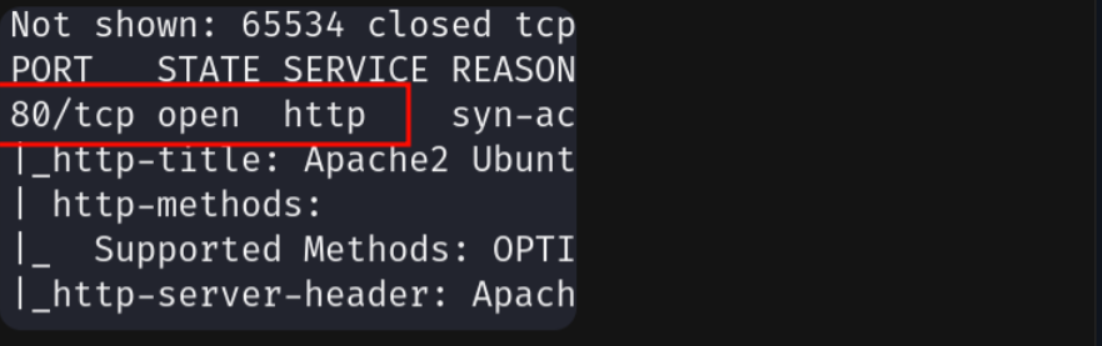 Not shown: 65534 closed tcp
PORT   STATE SERVICE REASON
80/tcp open  http    syn-ac
|_http-title: Apache2 Ubunt
| http-methods:
|_  Supported Methods: OPTI
|_http-server-header: Apach